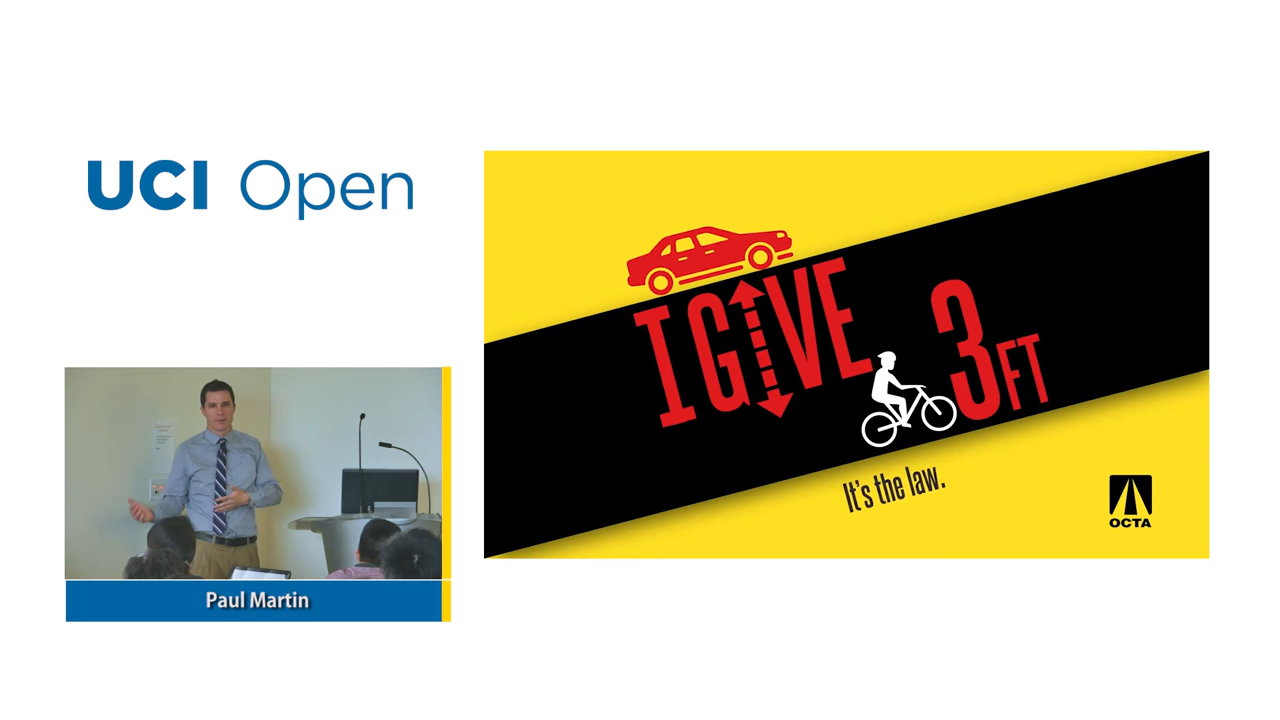 UCI Open
I GIVE 3FT
It's the law.
OCTA
Paul Martin